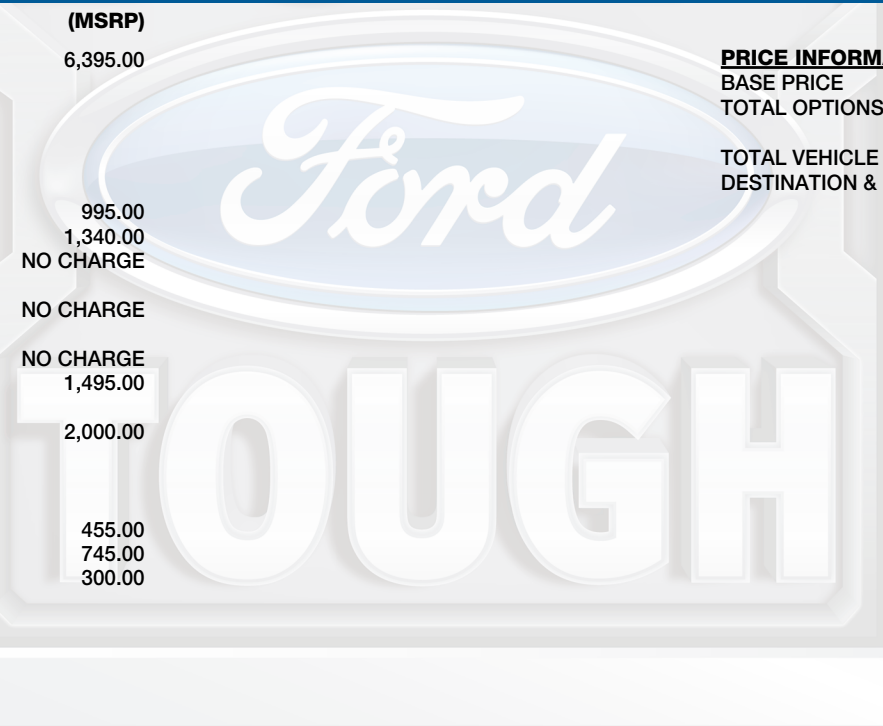 (MSRP)
6,395.00
995.00
1,340.00
NO CHARGE
NO CHARGE
NO CHARGE
1,495.00
2,000.00
455.00
745.00
300.00
PRICE INFORMA
BASE PRICE
TOTAL OPTIONS
TOTAL VEHICLE
DESTINATION &
Ford
TOUGH